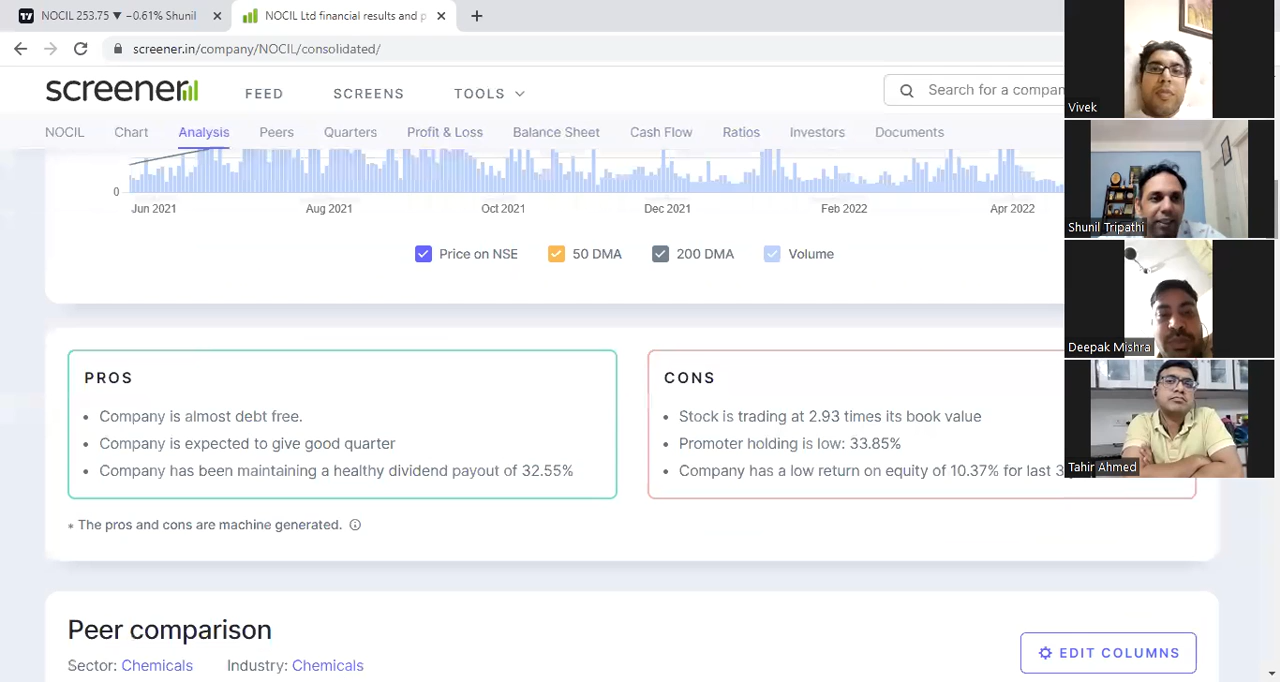 NOCIL 253.75 ▼ −0.61% Shunil
NOCIL Ltd financial results and p
screener.in/company/NOCIL/consolidated/
screener
FEED
SCREENS
TOOLS
Search for a compan
NOCIL
Chart
Analysis
Peers
Quarters
Profit & Loss
Balance Sheet
Cash Flow
Ratios
Investors
Documents
0
Jun 2021
Aug 2021
Oct 2021
Dec 2021
Feb 2022
Apr 2022
Price on NSE
50 DMA
200 DMA
Volume
PROS
• Company is almost debt free.
• Company is expected to give good quarter
• Company has been maintaining a healthy dividend payout of 32.55%
CONS
• Stock is trading at 2.93 times its book value
• Promoter holding is low: 33.85%
• Company has a low return on equity of 10.37% for last 3
* The pros and cons are machine generated.
Peer comparison
Sector: Chemicals
Industry: Chemicals
EDIT COLUMNS
Vivek
Shunil Tripathi
Deepak Mishra
Tahir Ahmed